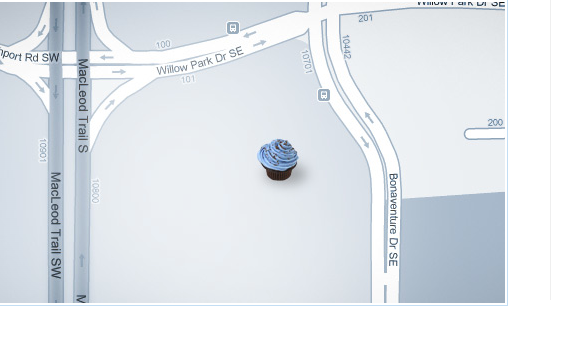 Willow Park Dr SE
201
nport Rd SW
100
Willow Park Dr SE
101
10442
10701
MacLeod Trail S
200
10901
MacLeod Trail SW
10800
Bonaventure Dr SE
M